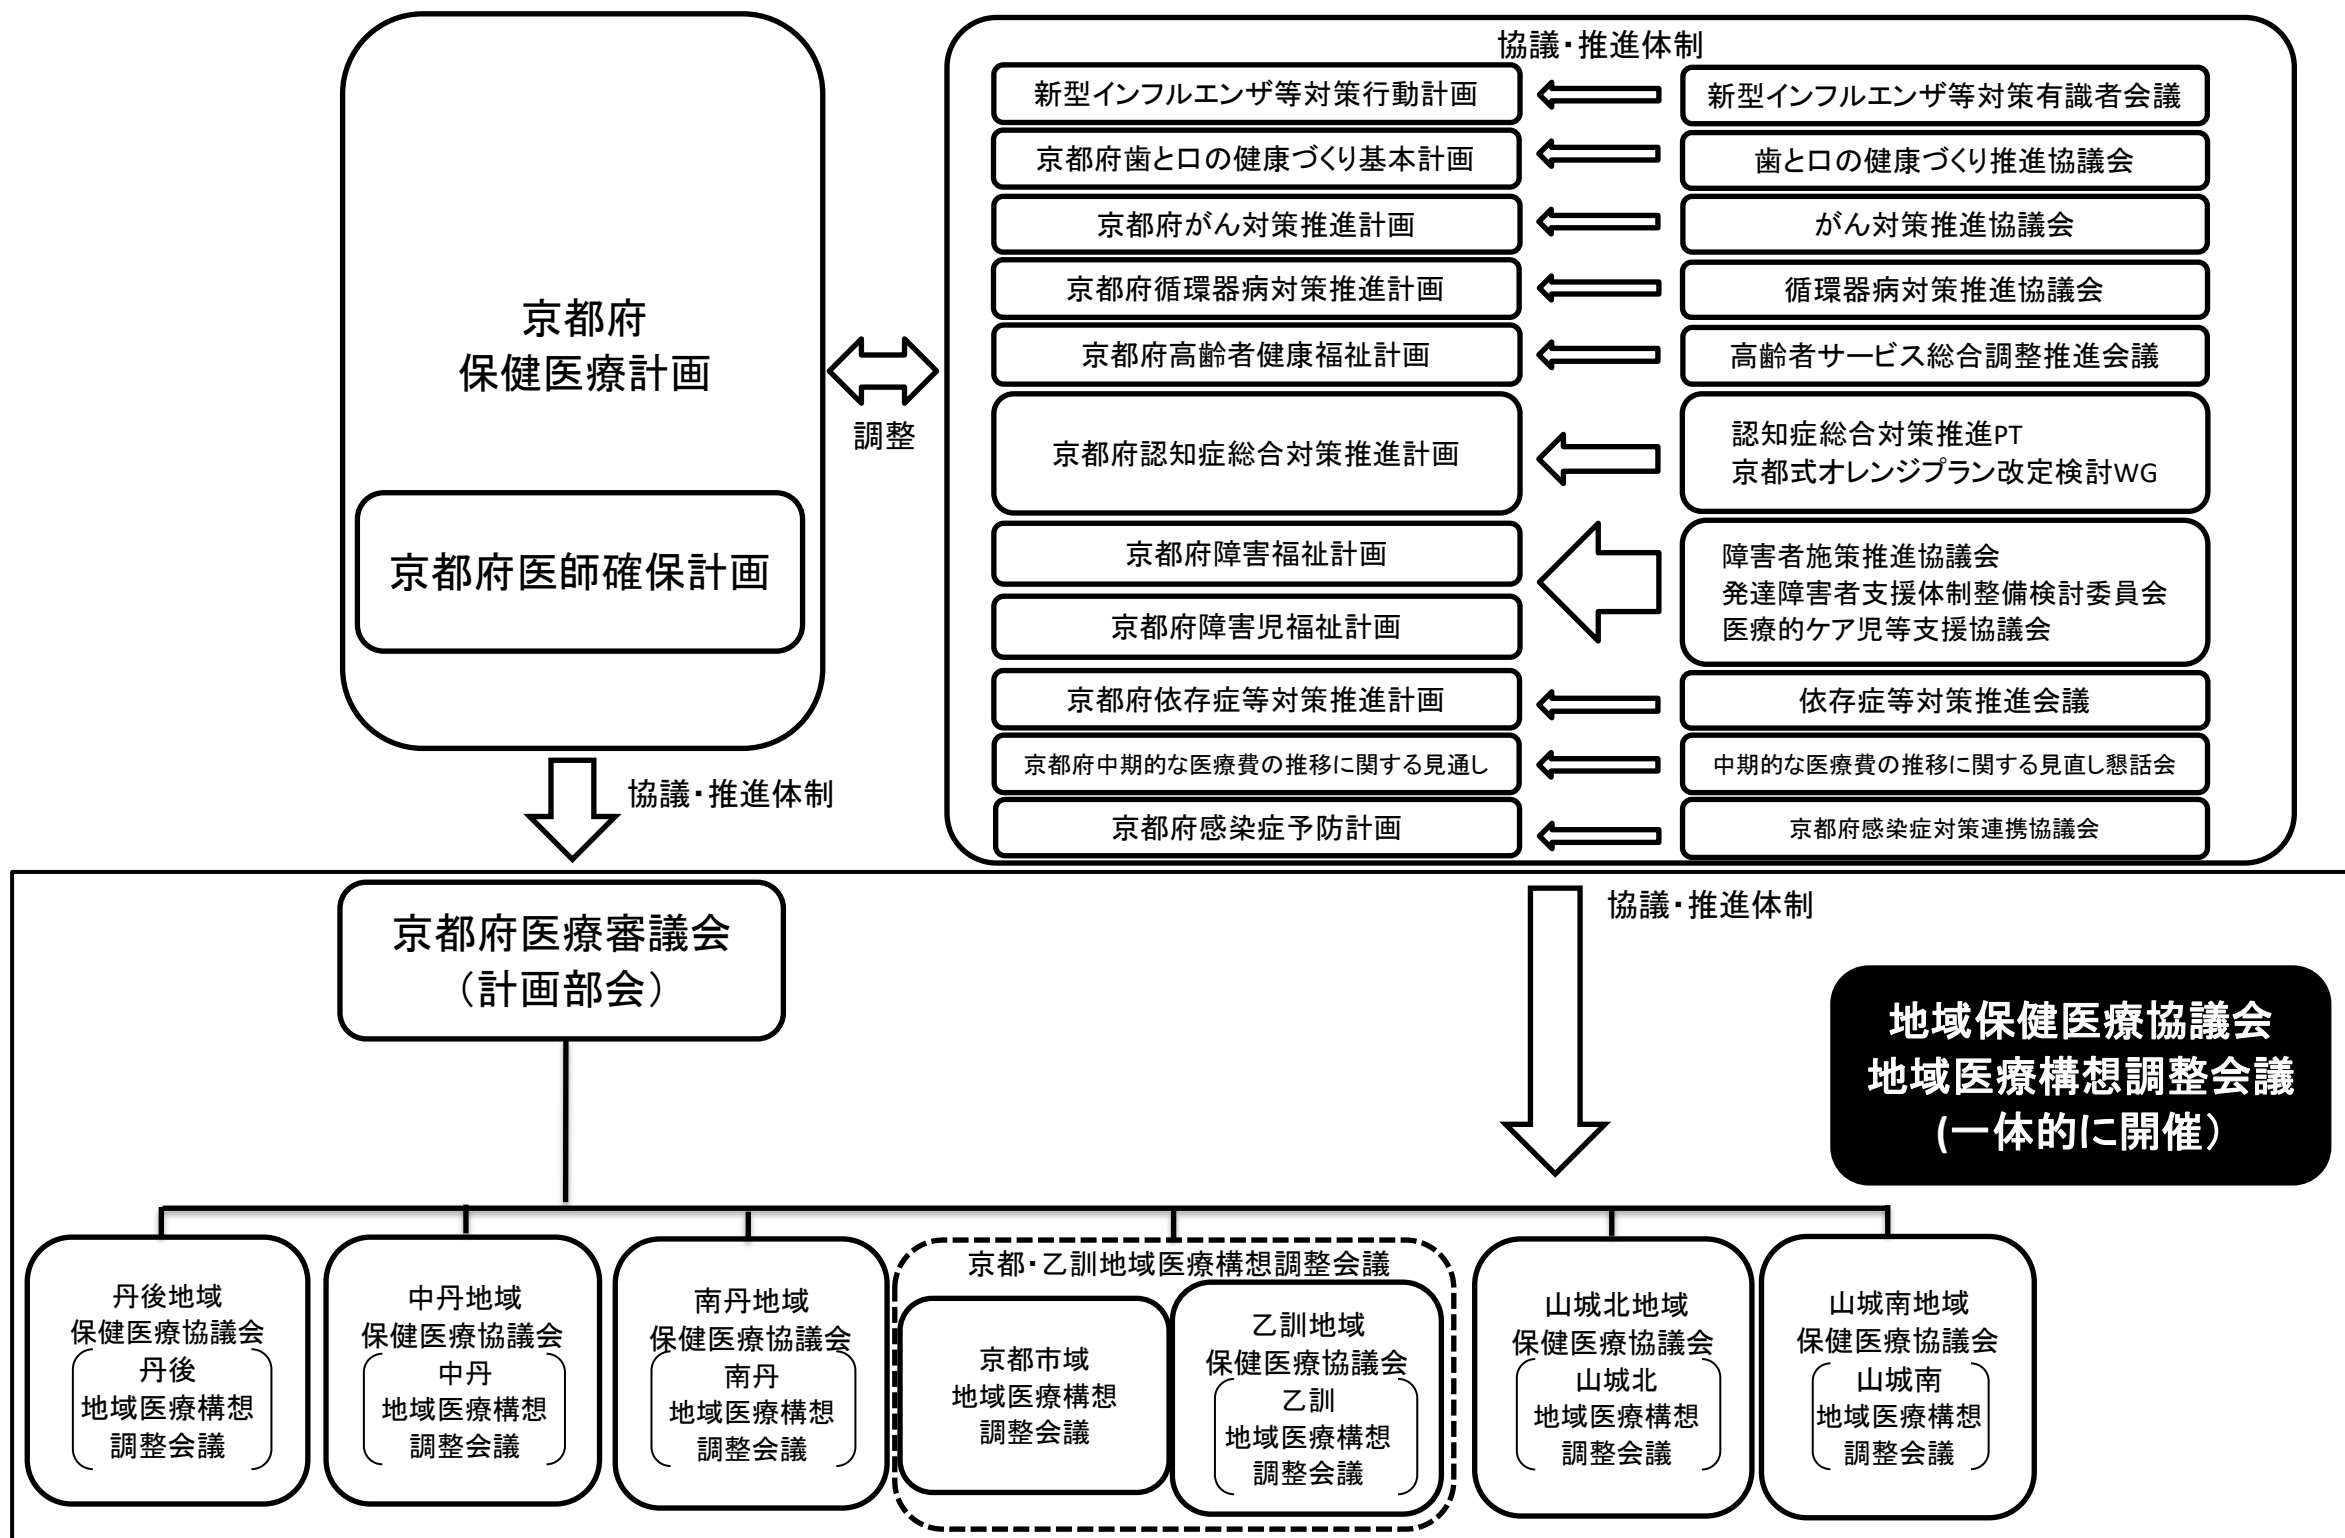 京都府
保健医療計画
京都府医師確保計画
調整
協議・推進体制
新型インフルエンザ等対策行動計画
新型インフルエンザ等対策有識者会議
京都府歯と口の健康づくり基本計画
歯と口の健康づくり推進協議会
京都府がん対策推進計画
がん対策推進協議会
京都府循環器病対策推進計画
循環器病対策推進協議会
京都府高齢者健康福祉計画
高齢者サービス総合調整推進会議
京都府認知症総合対策推進計画
認知症総合対策推進PT
京都式オレンジプラン改定検討WG
京都府障害福祉計画
京都府障害児福祉計画
障害者施策推進協議会
発達障害者支援体制整備検討委員会
医療的ケア児等支援協議会
京都府依存症等対策推進計画
依存症等対策推進会議
京都府中期的な医療費の推移に関する見通し
中期的な医療費の推移に関する見直し懇話会
京都府感染症予防計画
京都府感染症対策連携協議会
協議・推進体制
協議・推進体制
京都府医療審議会
（計画部会）
地域保健医療協議会
地域医療構想調整会議
(一体的に開催）
丹後地域
保健医療協議会
丹後
地域医療構想
調整会議
中丹地域
保健医療協議会
中丹
地域医療構想
調整会議
南丹地域
保健医療協議会
南丹
地域医療構想
調整会議
京都・乙訓地域医療構想調整会議
京都市域
地域医療構想
調整会議
乙訓地域
保健医療協議会
乙訓
地域医療構想
調整会議
山城北地域
保健医療協議会
山城北
地域医療構想
調整会議
山城南地域
保健医療協議会
山城南
地域医療構想
調整会議